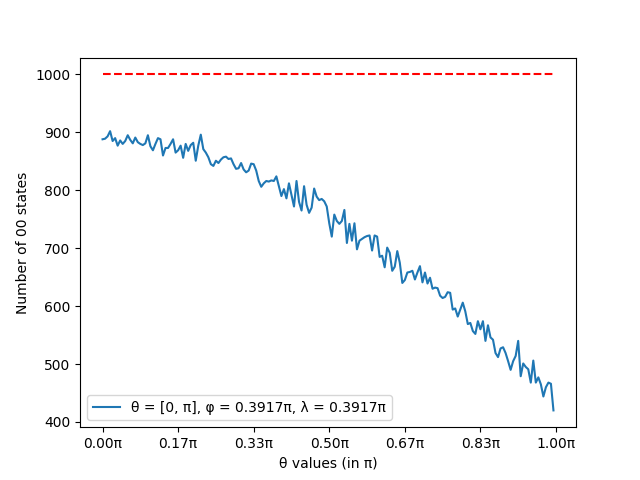 1000
900
800
700
600
500
400
Number of 00 states
θ = [0, π], φ = 0.3917π, λ = 0.3917π
0.00π 0.17π 0.33π 0.50π 0.67π 0.83π 1.00π
θ values (in π)